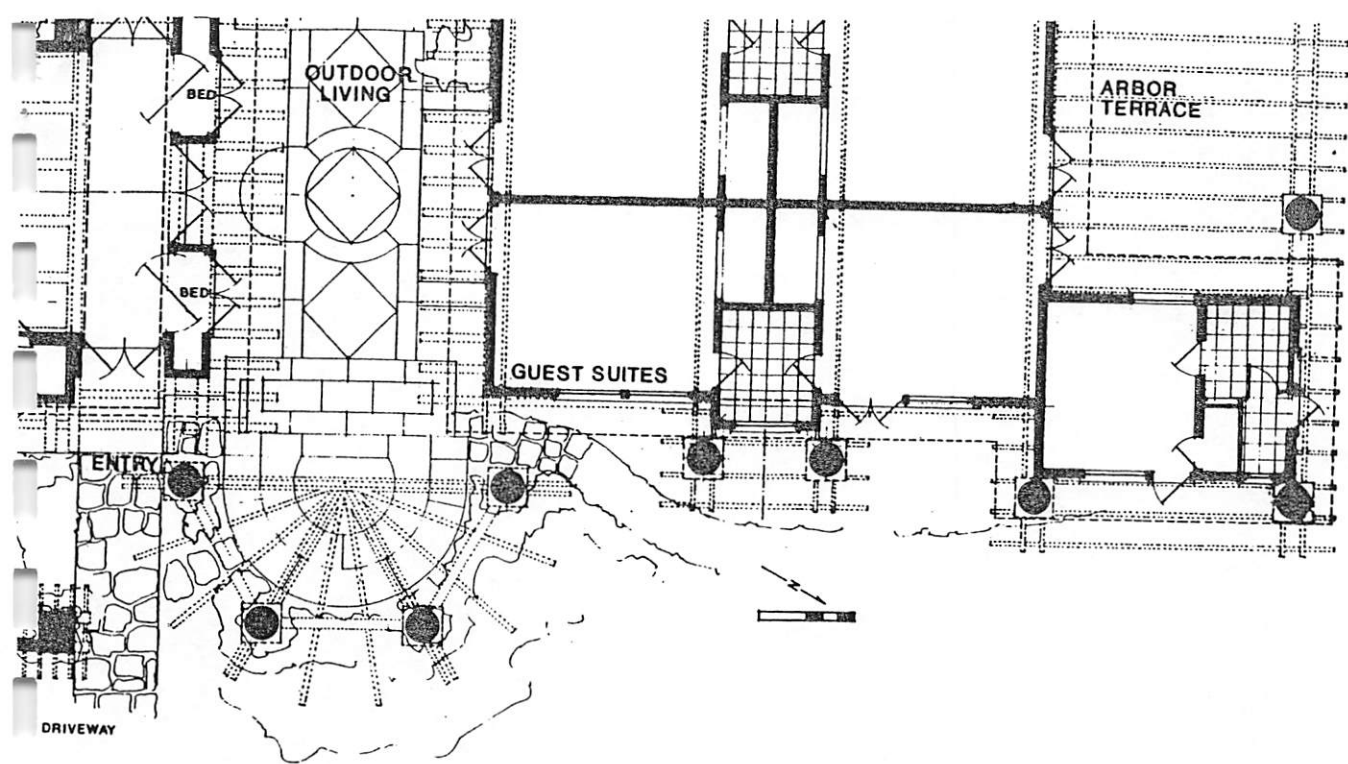 OUTDOOR
LIVING
BED
ARBOR
TERRACE
BED
GUEST SUITES
ENTRY
N
DRIVEWAY